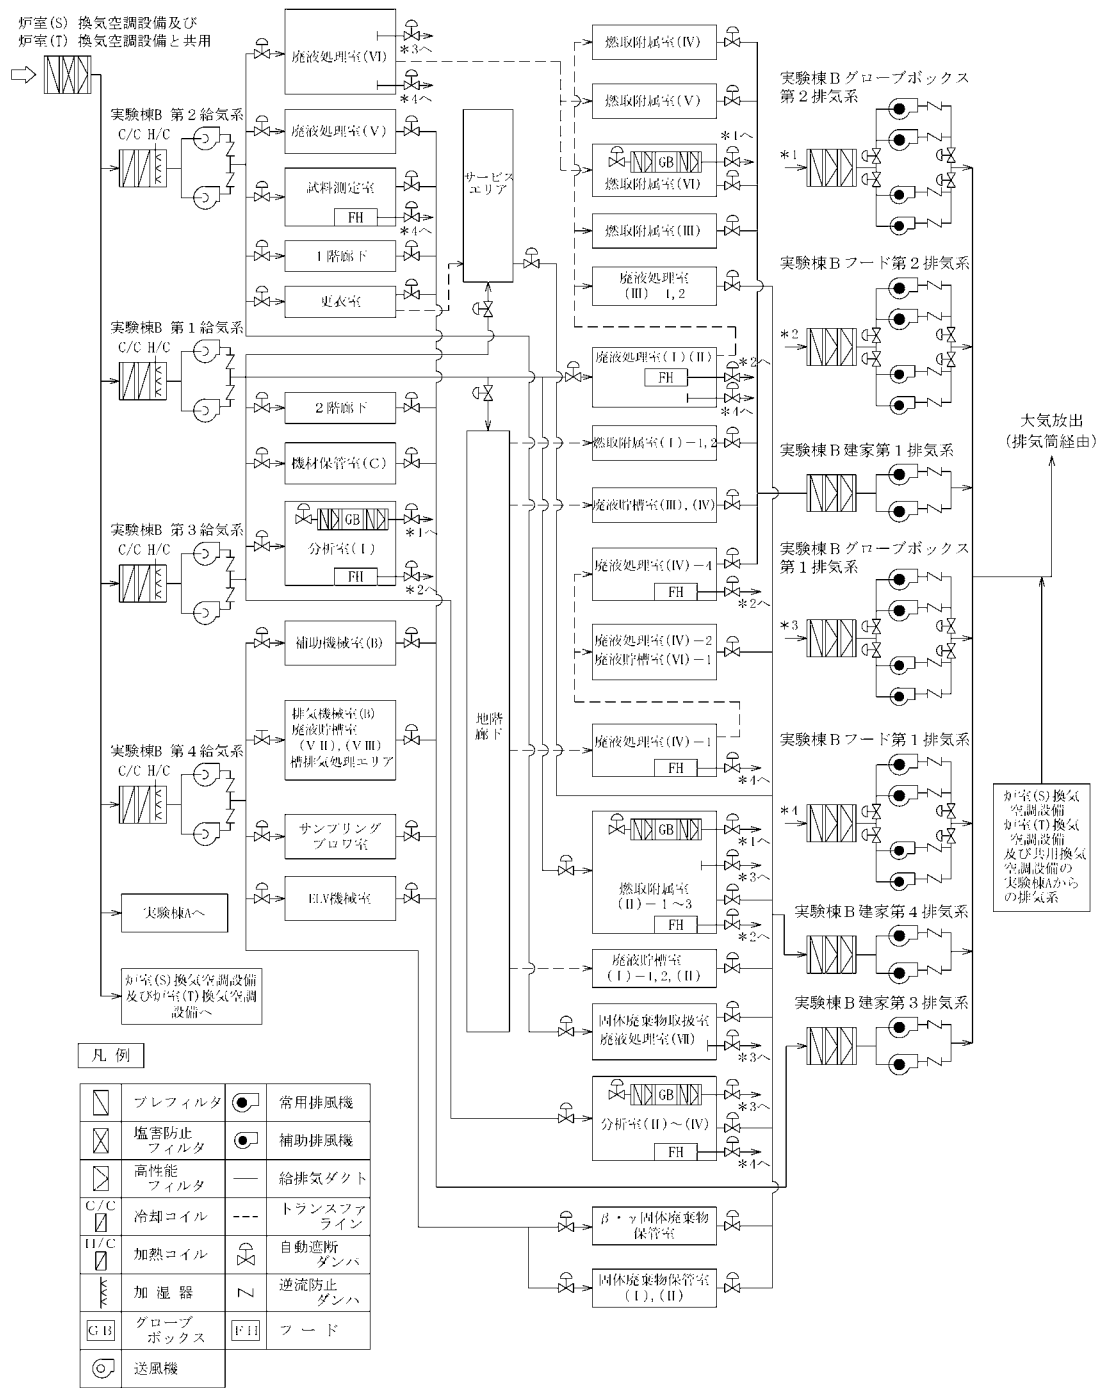 炉室(S) 換気空調設備及び
炉室(T) 換気空調設備と共用
実験棟B 第2給気系
C/C H/C
実験棟B 第1給気系
C/C H/C
実験棟B 第3給気系
C/C H/C
実験棟B 第4給気系
C/C H/C
実験棟Aへ
炉室(S)換気空調設備
及び炉室(T)換気空調
設備へ
廃液処理室(VI)
*3へ
*4へ
廃液処理室(V)
試料測定室
FH
*4へ
1階廊下
更衣室
2階廊下
機材保管室(C)
GB
*1へ
分析室(I)
FH
*2へ
補助機械室(B)
排気機械室(B)
廃液貯槽室
(VII),(VIII)
槽排気処理エリア
サンプリング
ブロワ室
ELV機械室
サービス
エリア
地階
廊下
燃取附属室(IV)
燃取附属室(V)
*1へ
GB
燃取附属室(VI)
燃取附属室(III)
廃液処理室
(III)-1,2
廃液処理室(I)(II)
*2へ
FH
*4へ
燃取附属室(I)-1,2
廃液貯槽室(III),(IV)
廃液処理室(IV)-4
FH
*2へ
廃液処理室(IV)-2
廃液貯槽室(VI)-1
廃液処理室(IV)-1
FH
*4へ
GB
*1へ
*3へ
燃取附属室
(II)-1~3
FH
*2へ
廃液貯槽室
(I)-1,2,(II)
固体廃棄物取扱室
廃液処理室(VII)
*3へ
GB
*3へ
分析室(II)~(IV)
FH
*4へ
β・γ固体廃棄物
保管室
固体廃棄物保管室
(I),(II)
実験棟Bグローブボックス
第2排気系
*1
実験棟Bフード第2排気系
*2
実験棟B建家第1排気系
実験棟Bグローブボックス
第1排気系
*3
実験棟Bフード第1排気系
*4
実験棟B建家第4排気系
実験棟B建家第3排気系
大気放出
(排気筒経由)
炉室(S)換気
空調設備
炉室(T)換気
空調設備
及び共用換気
空調設備の
実験棟Aから
の排気系
凡 例
プレフィルタ
常用排風機
塩害防止
フィルタ
補助排風機
高性能
フィルタ
給排気ダクト
C/C
冷却コイル
トランスファ
ライン
H/C
加熱コイル
自動遮断
ダンパ
加 湿 器
逆流防止
ダンパ
GB
グローブ
ボックス
FH
フ ー ド
送風機